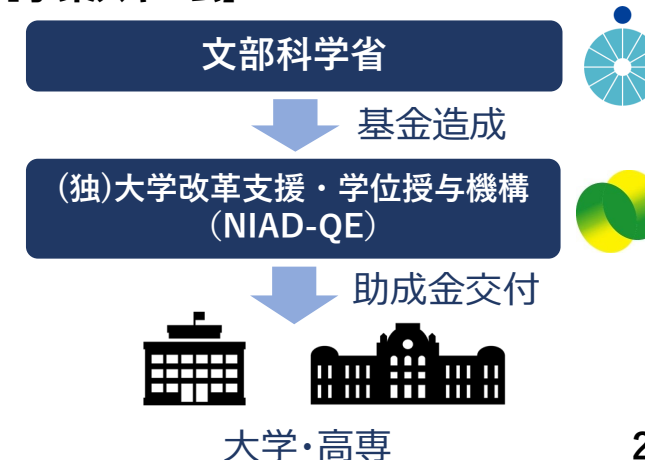 文部科学省
基金造成
(独)大学改革支援・学位授与機構
（NIAD-QE）
助成金交付
大学・高専
2